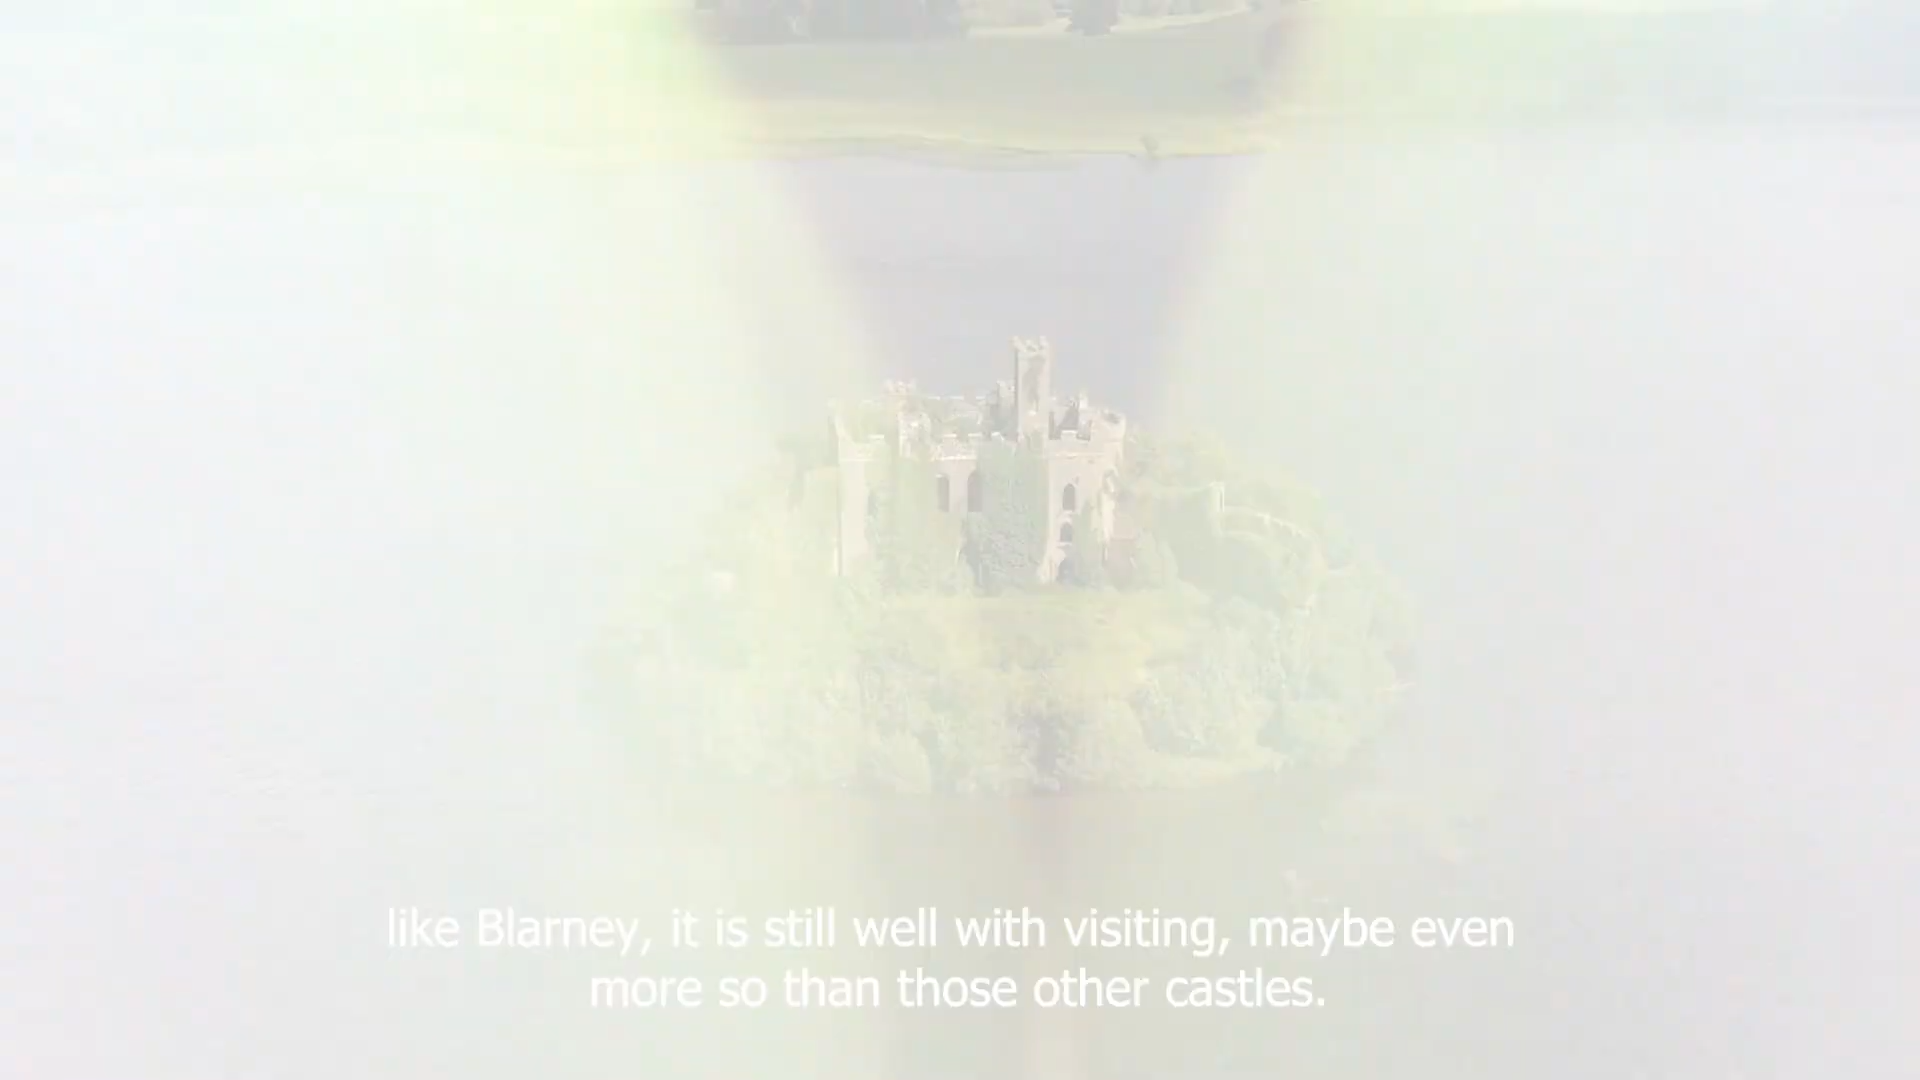 like Blarney, it is still well with visiting, maybe even
more so than those other castles.